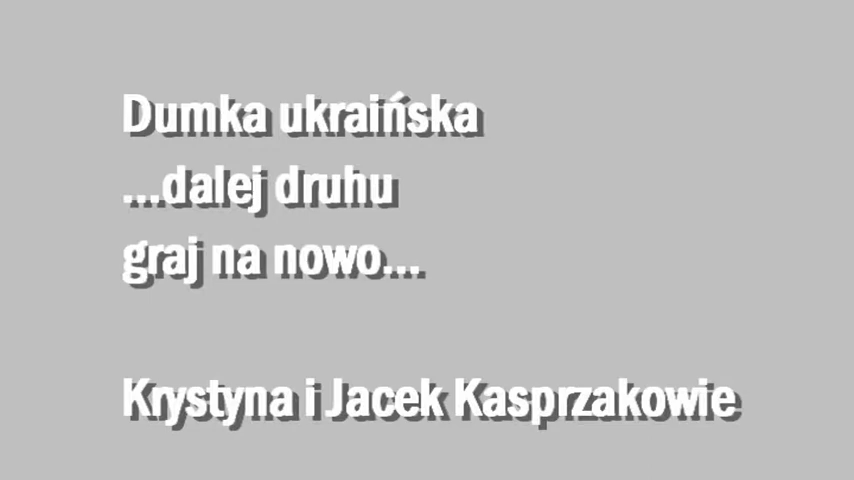 Dumka ukraińska
...dalej druhu
graj na nowo...
Krystyna i Jacek Kasprzakowie